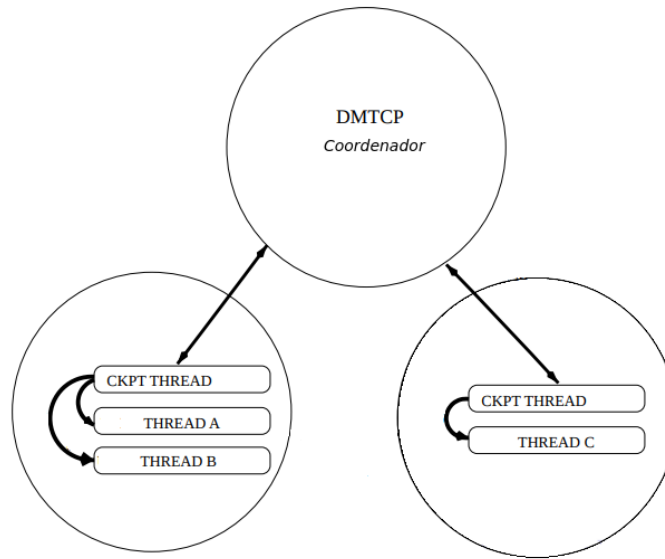 DMTCP
Coordenador
CKPT THREAD
THREAD A
THREAD B
CKPT THREAD
THREAD C